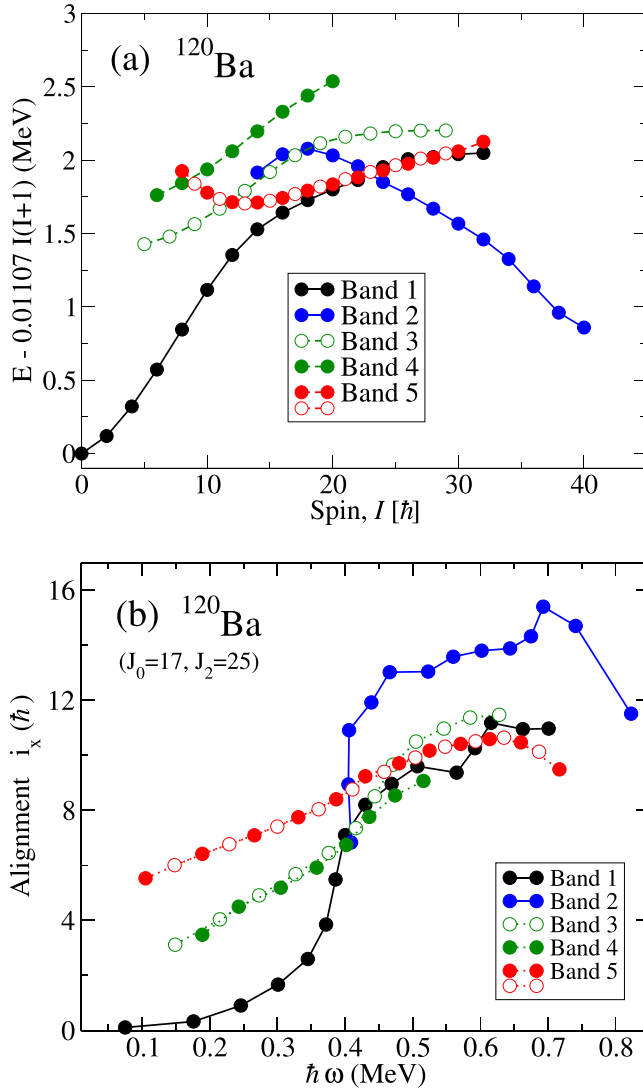 3
2.5
2
1.5
1
0.5
0
E - 0.01107 I(I+1) (MeV)
(a) ¹²⁰Ba
Band 1
Band 2
Band 3
Band 4
Band 5
0 10 20 30 40
Spin, I [ħ]
16
12
8
4
0
Alignment i_x (ħ)
(b) ¹²⁰Ba
(J₀=17, J₂=25)
Band 1
Band 2
Band 3
Band 4
Band 5
0.1 0.2 0.3 0.4 0.5 0.6 0.7 0.8
ħ ω (MeV)